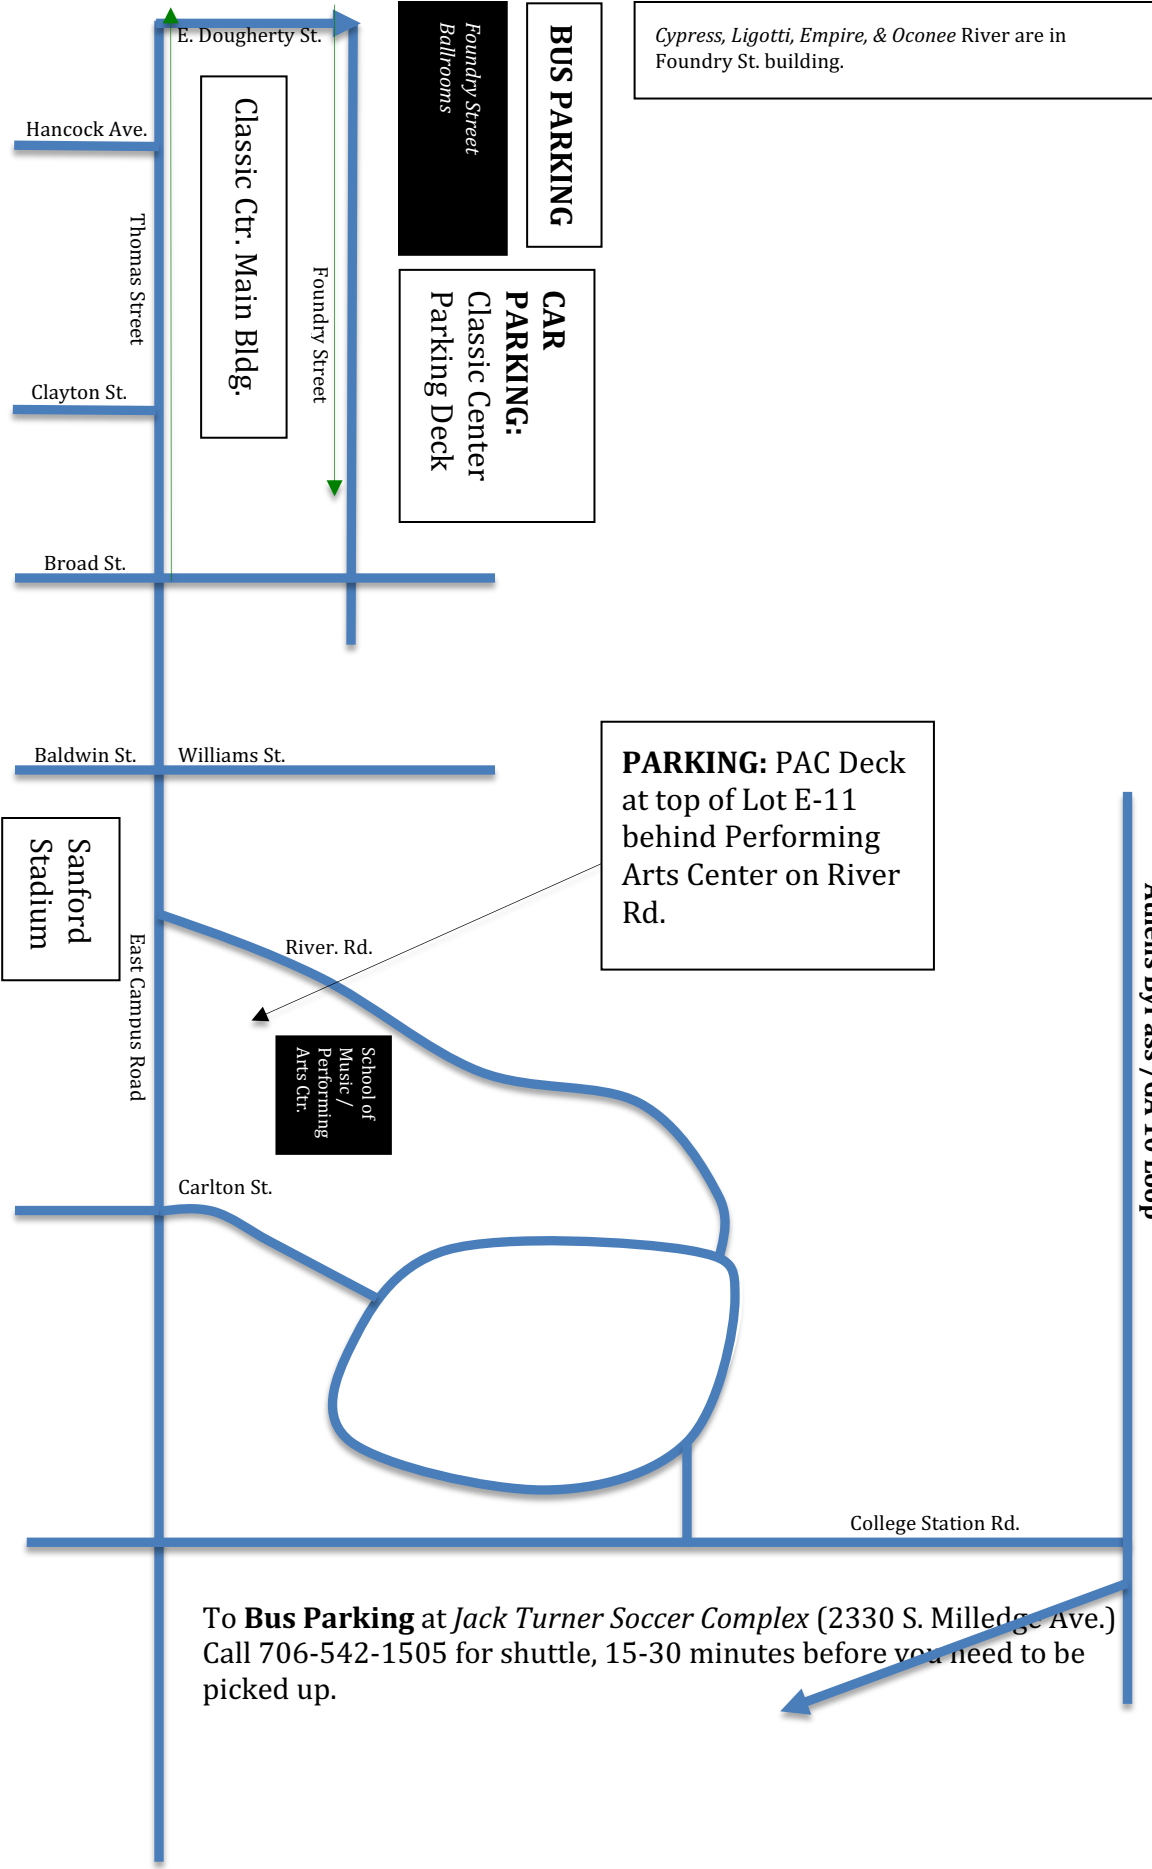 E. Dougherty St.
Foundry Street
Ballrooms
BUS PARKING
Cypress, Ligotti, Empire, & Oconee River are in
Foundry St. building.
Hancock Ave.
Thomas Street
Classic Ctr. Main Bldg.
Foundry Street
CAR
PARKING:
Classic Center
Parking Deck
Clayton St.
Broad St.
Baldwin St.
Williams St.
PARKING: PAC Deck
at top of Lot E-11
behind Performing
Arts Center on River
Rd.
Sanford
Stadium
East Campus Road
River. Rd.
School of
Music /
Performing
Arts Ctr.
Athens ByPass / GA 10 Loop
Carlton St.
College Station Rd.
To Bus Parking at Jack Turner Soccer Complex (2330 S. Milledge Ave.)
Call 706-542-1505 for shuttle, 15-30 minutes before you need to be
picked up.